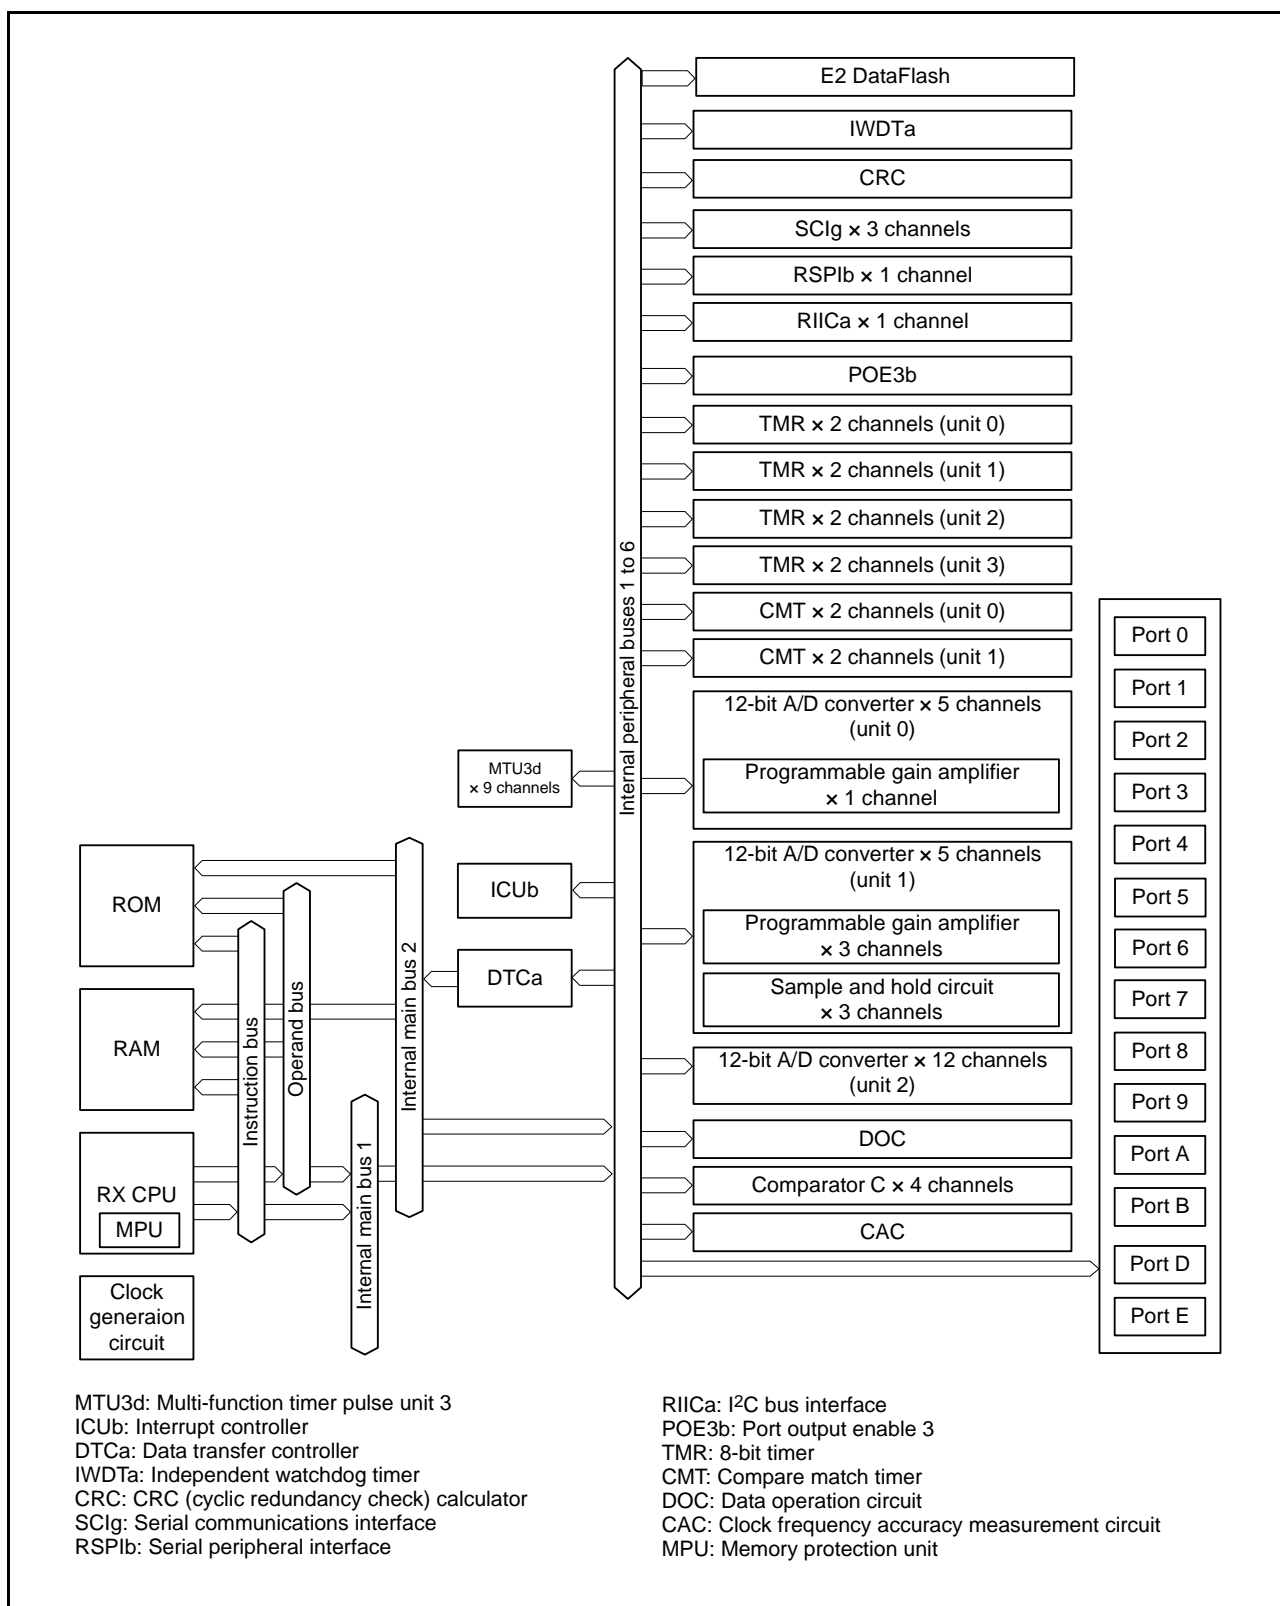 E2 DataFlash
IWDTa
CRC
SCIg × 3 channels
RSPIb × 1 channel
RIICa × 1 channel
POE3b
TMR × 2 channels (unit 0)
TMR × 2 channels (unit 1)
TMR × 2 channels (unit 2)
TMR × 2 channels (unit 3)
CMT × 2 channels (unit 0)
CMT × 2 channels (unit 1)
12-bit A/D converter × 5 channels
(unit 0)
Programmable gain amplifier
× 1 channel
12-bit A/D converter × 5 channels
(unit 1)
Programmable gain amplifier
× 3 channels
Sample and hold circuit
× 3 channels
12-bit A/D converter × 12 channels
(unit 2)
DOC
Comparator C × 4 channels
CAC
Internal peripheral buses 1 to 6
MTU3d
× 9 channels
ICUb
DTCa
Internal main bus 2
Internal main bus 1
Operand bus
Instruction bus
ROM
RAM
RX CPU
MPU
Clock
generaion
circuit
Port 0
Port 1
Port 2
Port 3
Port 4
Port 5
Port 6
Port 7
Port 8
Port 9
Port A
Port B
Port D
Port E
MTU3d: Multi-function timer pulse unit 3
ICUb: Interrupt controller
DTCa: Data transfer controller
IWDTa: Independent watchdog timer
CRC: CRC (cyclic redundancy check) calculator
SCIg: Serial communications interface
RSPIb: Serial peripheral interface
RIICa: I²C bus interface
POE3b: Port output enable 3
TMR: 8-bit timer
CMT: Compare match timer
DOC: Data operation circuit
CAC: Clock frequency accuracy measurement circuit
MPU: Memory protection unit